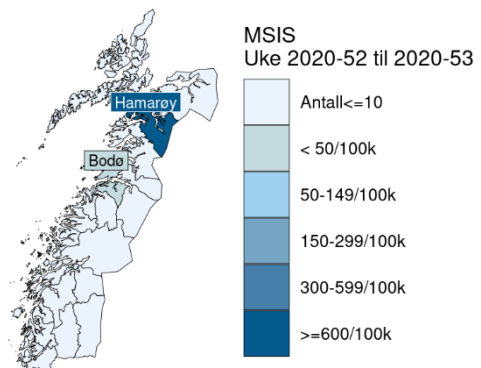 MSIS
Uke 2020-52 til 2020-53
Hamarøy
Bodø
Antall<=10
< 50/100k
50-149/100k
150-299/100k
300-599/100k
>=600/100k